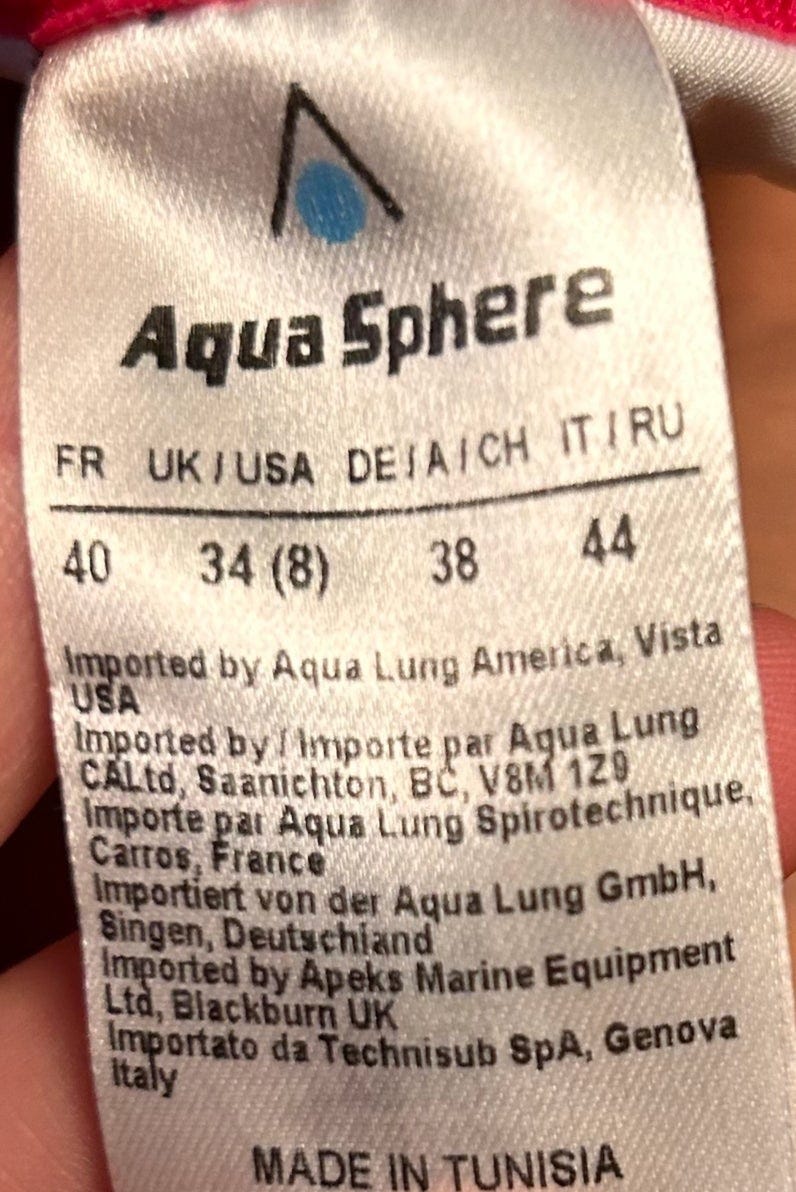 Aqua Sphere
FR UK / USA DE / A / CH IT / RU
40 34 (8) 38 44
Imported by Aqua Lung America, Vista
USA
Imported by / Importe par Aqua Lung
CALtd, Saanichton, BC, V8M 1Z9
Importe par Aqua Lung Spirotechnique,
Carros, France
Importiert von der Aqua Lung GmbH,
Singen, Deutschland
Imported by Apeks Marine Equipment
Ltd, Blackburn UK
Importato da Technisub SpA, Genova
Italy
MADE IN TUNISIA